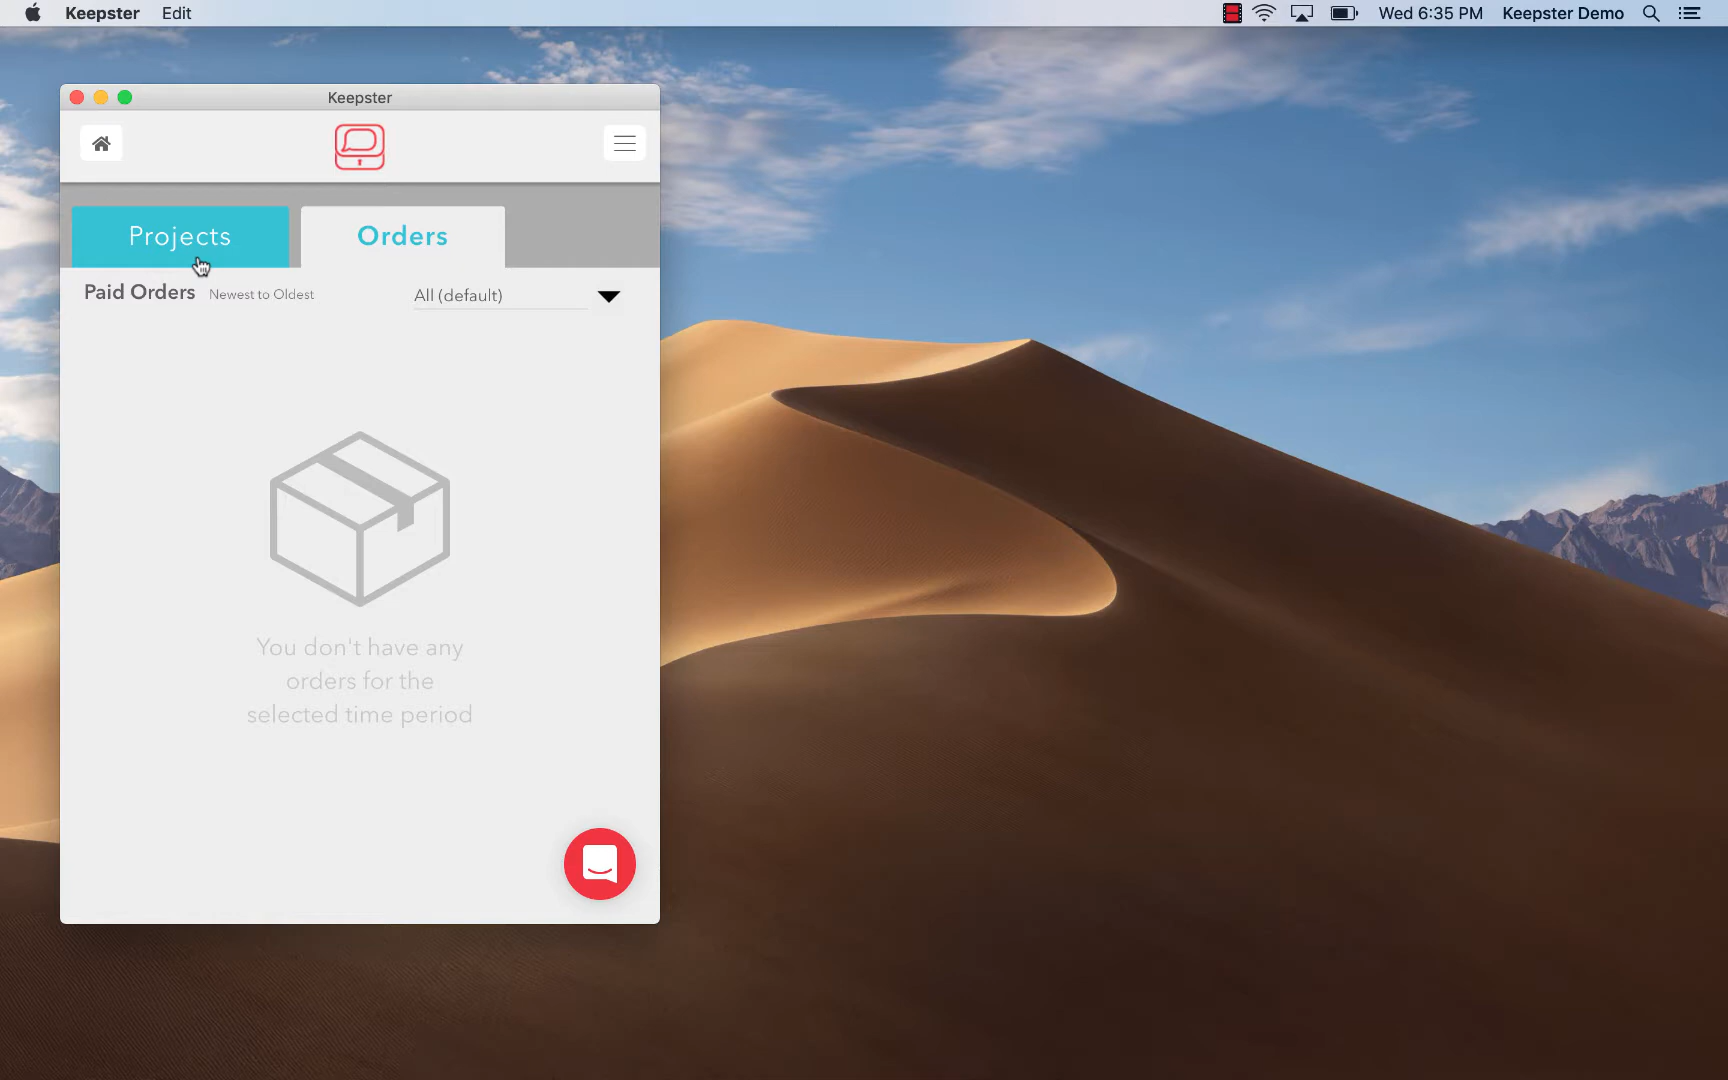 Keepster Edit Wed 6:35 PM Keepster Demo
Keepster
Projects Orders
Paid Orders Newest to Oldest All (default)
You don't have any
orders for the
selected time period